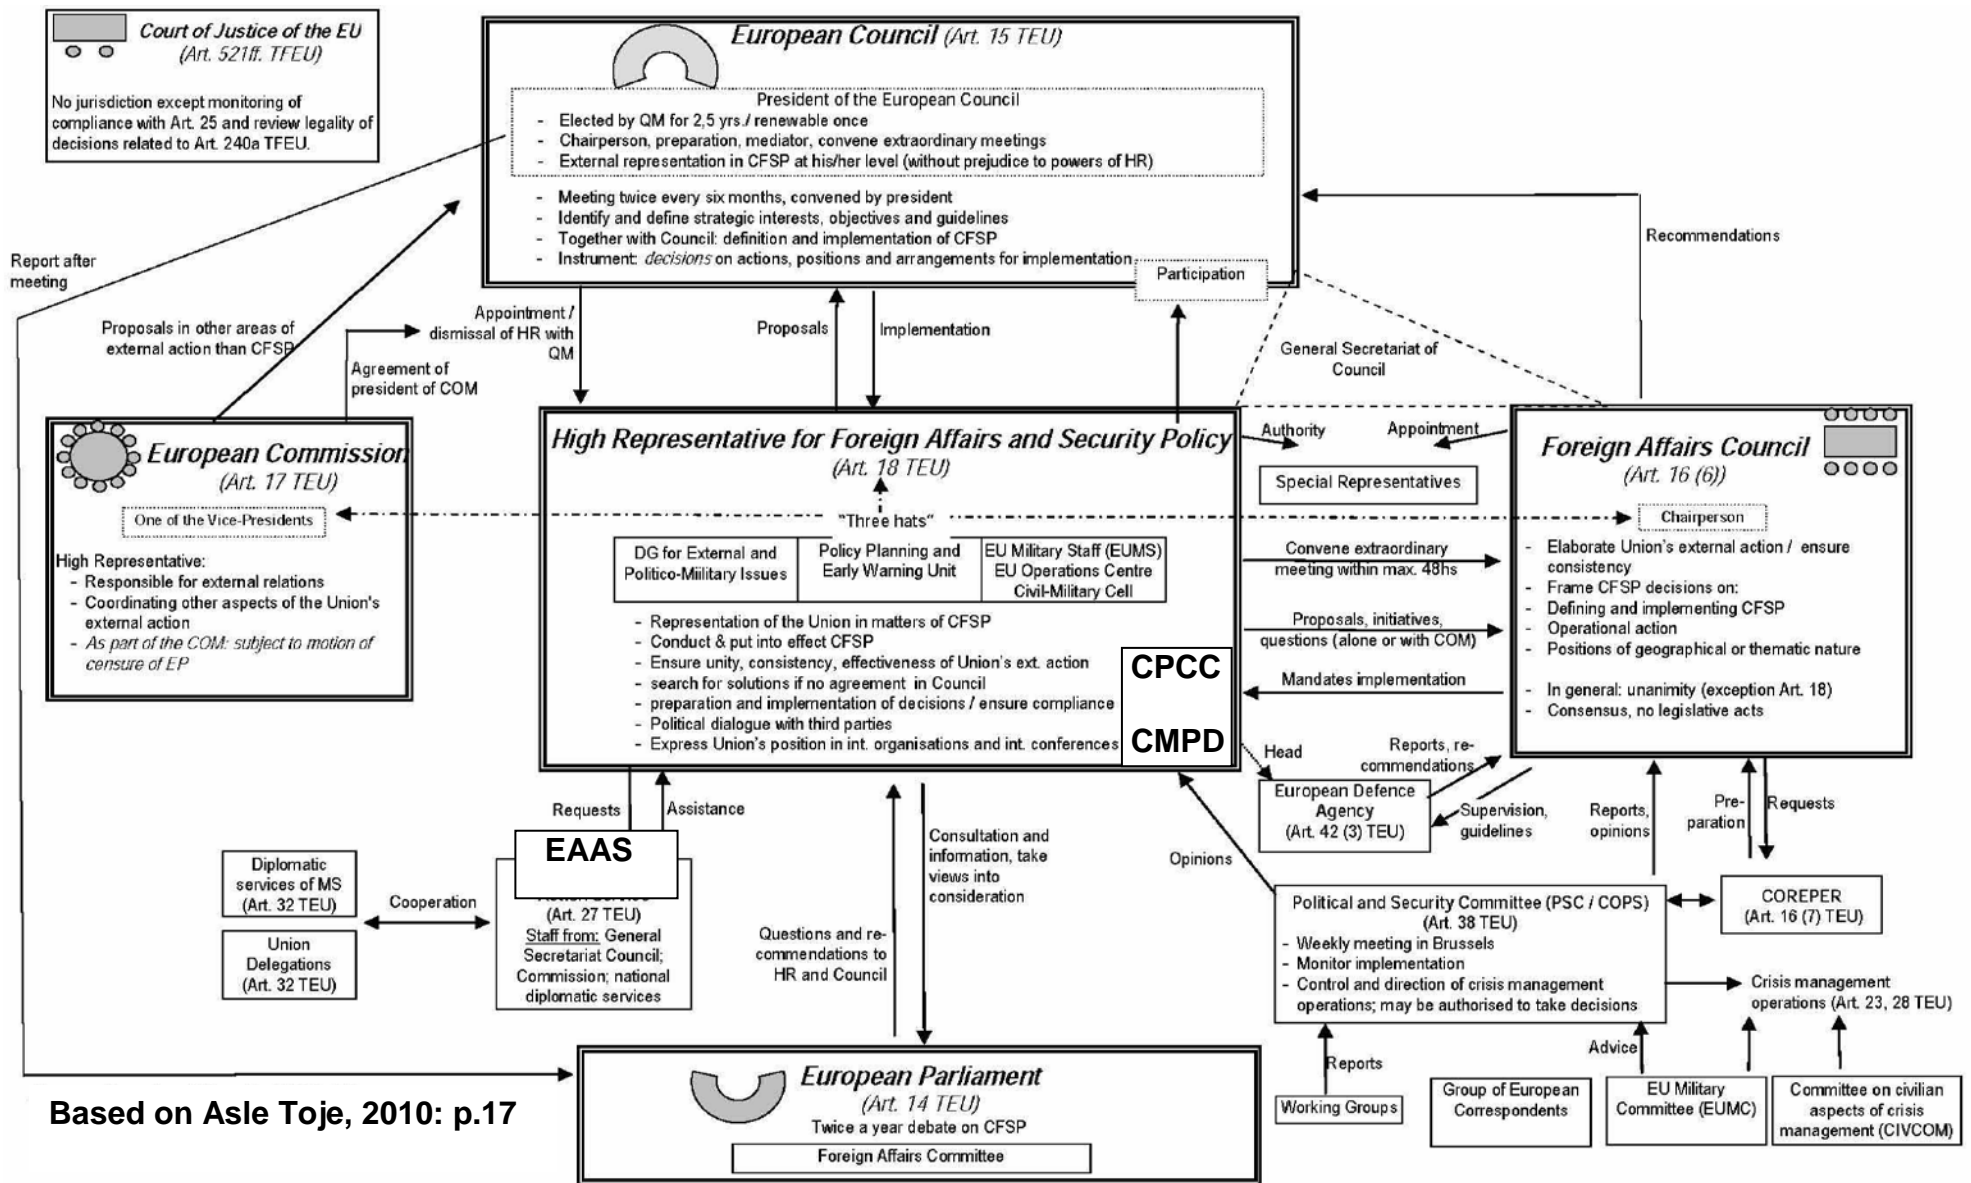 Court of Justice of the EU
(Art. 521ff. TFEU)
No jurisdiction except monitoring of
compliance with Art. 25 and review legality of
decisions related to Art. 240a TFEU.
European Council (Art. 15 TEU)
President of the European Council
- Elected by QM for 2,5 yrs./ renewable once
- Chairperson, preparation, mediator, convene extraordinary meetings
- External representation in CFSP at his/her level (without prejudice to powers of HR)
- Meeting twice every six months, convened by president
- Identify and define strategic interests, objectives and guidelines
- Together with Council: definition and implementation of CFSP
- Instrument: decisions on actions, positions and arrangements for implementation
Participation
Report after
meeting
Proposals in other areas of
external action than CFSP
Agreement of
president of COM
Appointment /
dismissal of HR with
QM
Proposals
Implementation
General Secretariat of
Council
Recommendations
European Commission
(Art. 17 TEU)
One of the Vice-Presidents
High Representative:
- Responsible for external relations
- Coordinating other aspects of the Union's
external action
- As part of the COM: subject to motion of
censure of EP
High Representative for Foreign Affairs and Security Policy
(Art. 18 TEU)
"Three hats"
DG for External and
Politico-Miilitary Issues
Policy Planning and
Early Warning Unit
EU Military Staff (EUMS)
EU Operations Centre
Civil-Military Cell
- Representation of the Union in matters of CFSP
- Conduct & put into effect CFSP
- Ensure unity, consistency, effectiveness of Union's ext. action
- search for solutions if no agreement in Council
- preparation and implementation of decisions / ensure compliance
- Political dialogue with third parties
- Express Union's position in int. organisations and int. conferences
CPCC
CMPD
Authority
Appointment
Special Representatives
Convene extraordinary
meeting within max. 48hs
Proposals, initiatives,
questions (alone or with COM)
Mandates implementation
Foreign Affairs Council
(Art. 16 (6))
Chairperson
- Elaborate Union's external action / ensure
consistency
- Frame CFSP decisions on:
- Defining and implementing CFSP
- Operational action
- Positions of geographical or thematic nature
- In general: unanimity (exception Art. 18)
- Consensus, no legislative acts
Head
Reports, re-
commendations
European Defence
Agency
(Art. 42 (3) TEU)
Supervision,
guidelines
Reports,
opinions
Pre-
paration
Requests
Requests
Assistance
EAAS
(Art. 27 TEU)
Staff from: General
Secretariat Council;
Commission; national
diplomatic services
Diplomatic
services of MS
(Art. 32 TEU)
Cooperation
Union
Delegations
(Art. 32 TEU)
Consultation and
information, take
views into
consideration
Questions and re-
commendations to
HR and Council
Opinions
Political and Security Committee (PSC / COPS)
(Art. 38 TEU)
- Weekly meeting in Brussels
- Monitor implementation
- Control and direction of crisis management
operations; may be authorised to take decisions
COREPER
(Art. 16 (7) TEU)
Crisis management
operations (Art. 23, 28 TEU)
Reports
Advice
Working Groups
Group of European
Correspondents
EU Military
Committee (EUMC)
Committee on civilian
aspects of crisis
management (CIVCOM)
European Parliament
(Art. 14 TEU)
Twice a year debate on CFSP
Foreign Affairs Committee
Based on Asle Toje, 2010: p.17